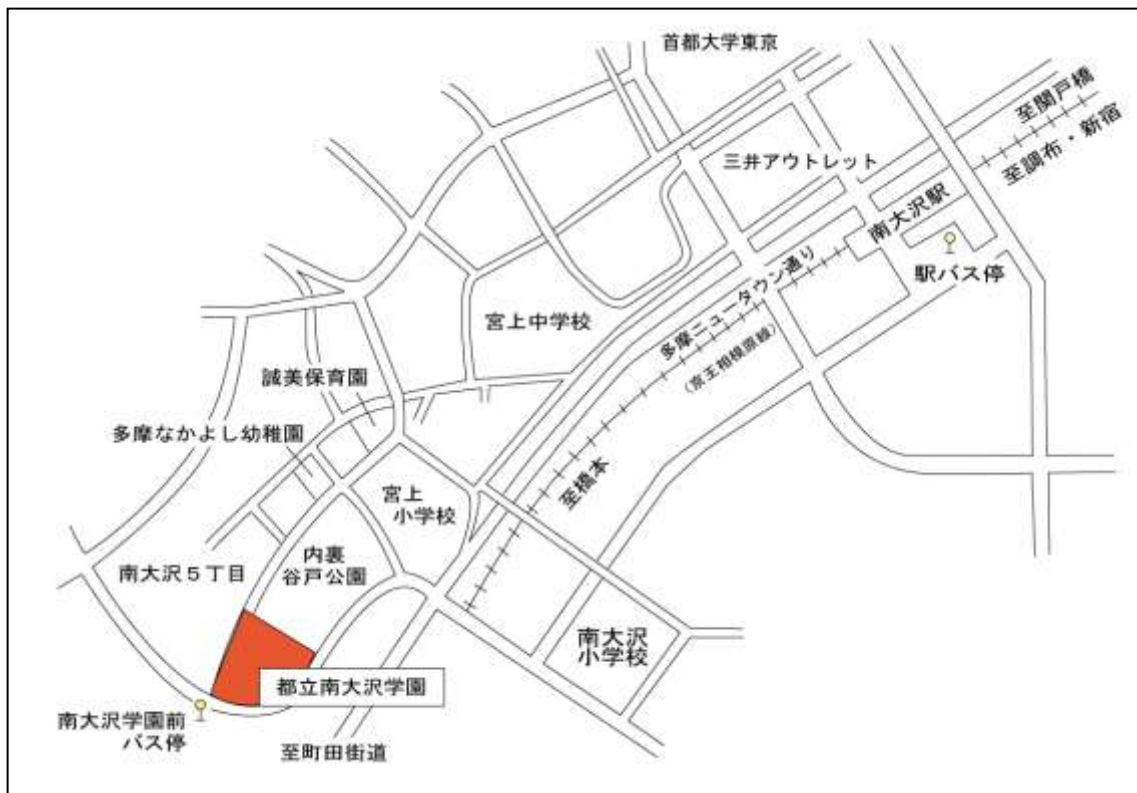 首都大学東京
至関戸橋
至調布・新宿
三井アウトレット
南大沢駅
駅バス停
多摩ニュータウン通り
(京王相模原線)
宮上中学校
誠美保育園
多摩なかよし幼稚園
至橋本
宮上
小学校
内裏
谷戸公園
南大沢5丁目
南大沢
小学校
都立南大沢学園
南大沢学園前
バス停
至町田街道